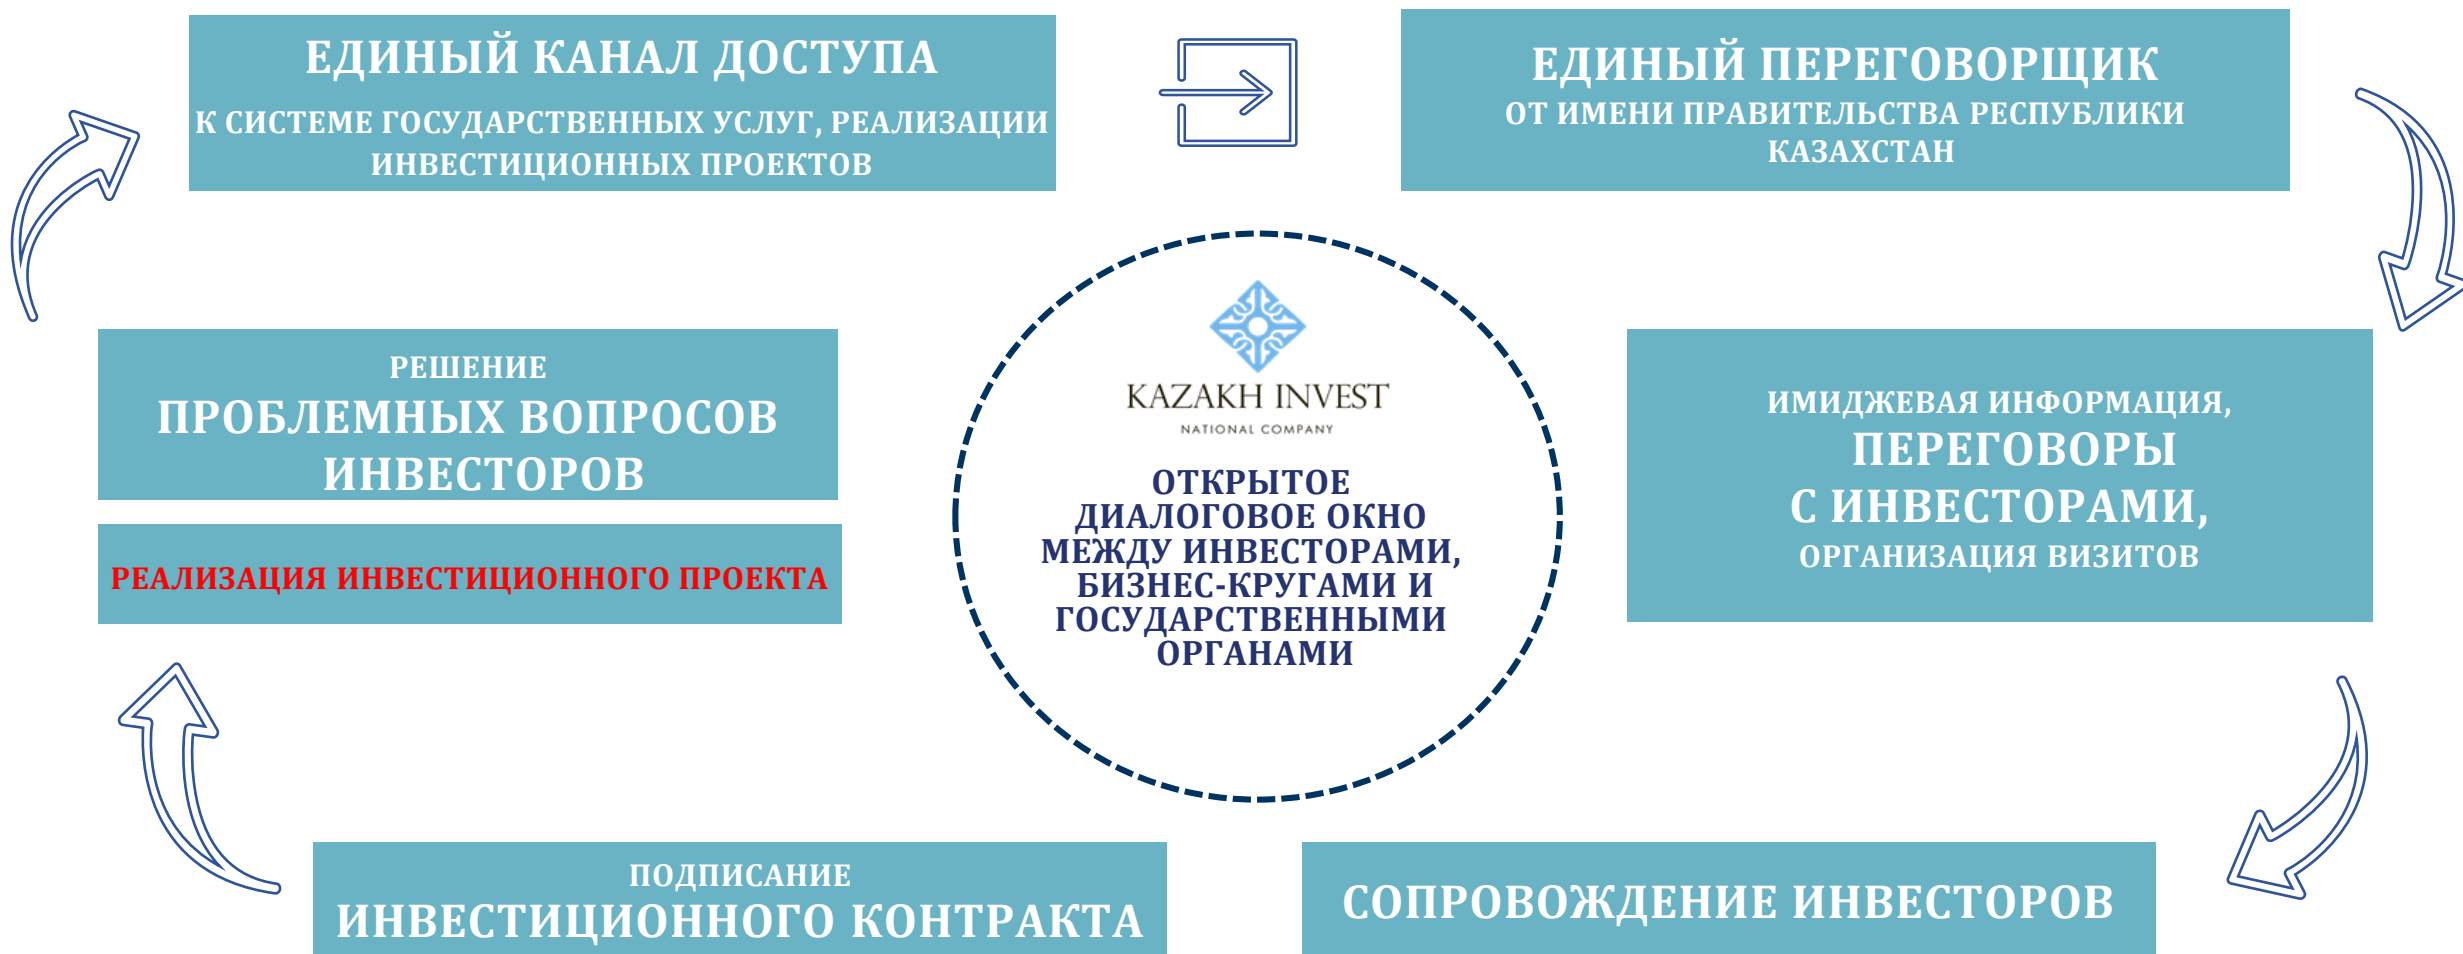 ЕДИНЫЙ КАНАЛ ДОСТУПА
К СИСТЕМЕ ГОСУДАРСТВЕННЫХ УСЛУГ, РЕАЛИЗАЦИИ
ИНВЕСТИЦИОННЫХ ПРОЕКТОВ
ЕДИНЫЙ ПЕРЕГОВОРЩИК
ОТ ИМЕНИ ПРАВИТЕЛЬСТВА РЕСПУБЛИКИ
КАЗАХСТАН
РЕШЕНИЕ
ПРОБЛЕМНЫХ ВОПРОСОВ
ИНВЕСТОРОВ
РЕАЛИЗАЦИЯ ИНВЕСТИЦИОННОГО ПРОЕКТА
KAZAKH INVEST
NATIONAL COMPANY
ОТКРЫТОЕ
ДИАЛОГОВОЕ ОКНО
МЕЖДУ ИНВЕСТОРАМИ,
БИЗНЕС-КРУГАМИ И
ГОСУДАРСТВЕННЫМИ
ОРГАНАМИ
ИМИДЖЕВАЯ ИНФОРМАЦИЯ,
ПЕРЕГОВОРЫ
С ИНВЕСТОРАМИ,
ОРГАНИЗАЦИЯ ВИЗИТОВ
ПОДПИСАНИЕ
ИНВЕСТИЦИОННОГО КОНТРАКТА
СОПРОВОЖДЕНИЕ ИНВЕСТОРОВ